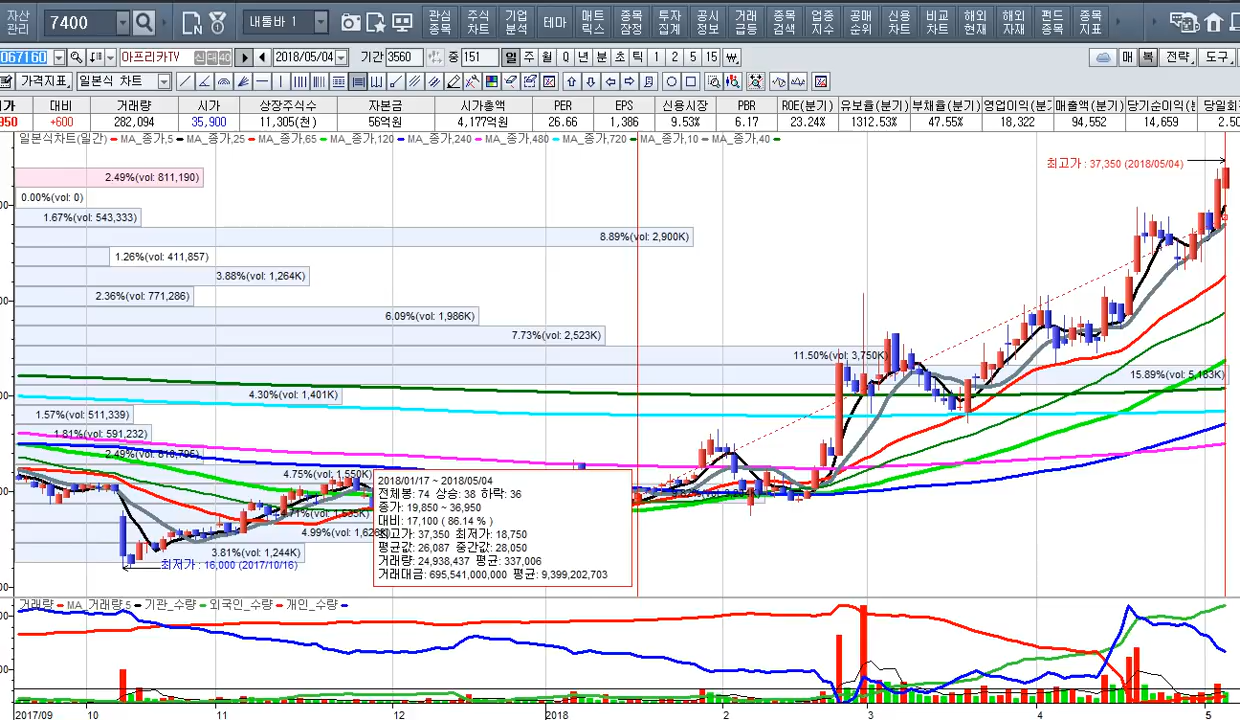 자산 관리 7400 내툴바 1 관심 종목 주식 차트 기업 분석 테마 매트 릭스 종목 잠정 투자 집계 공시 정보 거래 급등 종목 검색 업종 지수 공매 순위 신용 차트 비교 차트 해외 현재 해외 자재 펀드 종목 종목 지표
067160 아프리카TV 신 40 2018/05/04 기간 3560 중 151 일 주 월 년 분 초 틱 1 2 5 15 ₩ 매 복 전략 도구
가격지표 일본식 차트
가 대비 거래량 시가 상장주식수 자본금 시가총액 PER EPS 신용시장 PBR ROE(분기) 유보율(분기) 부채율(분기) 영업이익(분기 매출액(분기) 당기순이익(분 당일회
950 +600 282,094 35,900 11,305(천) 56억원 4,177억원 26.66 1,386 9.53% 6.17 23.24% 1312.53% 47.55% 18,322 94,552 14,659 2.50
일본식차트(일간) MA_종가,5 MA_종가,25 MA_종가,65 MA_종가,120 MA_종가,240 MA_종가,480 MA_종가,720 MA_종가,10 MA_종가,40
최고가 : 37,350 (2018/05/04)
2.49%(vol: 811,190)
0.00%(vol: 0)
1.67%(vol: 543,333)
8.89%(vol: 2,900K)
1.26%(vol: 411,857)
3.88%(vol: 1,264K)
2.36%(vol: 771,286)
6.09%(vol: 1,986K)
7.73%(vol: 2,523K)
11.50%(vol: 3,750K)
15.89%(vol: 5,183K)
4.30%(vol: 1,401K)
1.57%(vol: 511,339)
1.81%(vol: 591,232)
2.49%(vol: 810,795)
4.75%(vol: 1,550K)
4.99%(vol:
3.81%(vol: 1,244K)
최저가 : 16,000 (2017/10/16)
2018/01/17 ~ 2018/05/04
전체봉: 74 상승: 38 하락: 36
종가: 19,850 ~ 36,950
대비: 17,100 ( 86.14 % )
최고가: 37,350 최저가: 18,750
평균값: 26,087 중간값: 28,050
거래량: 24,938,437 평균: 337,006
거래대금: 695,541,000,000 평균: 9,399,202,703
거래량 MA_거래량,5 기관_수량 외국인_수량 개인_수량
2017/09 10 11 12 2018 2 3 4 5